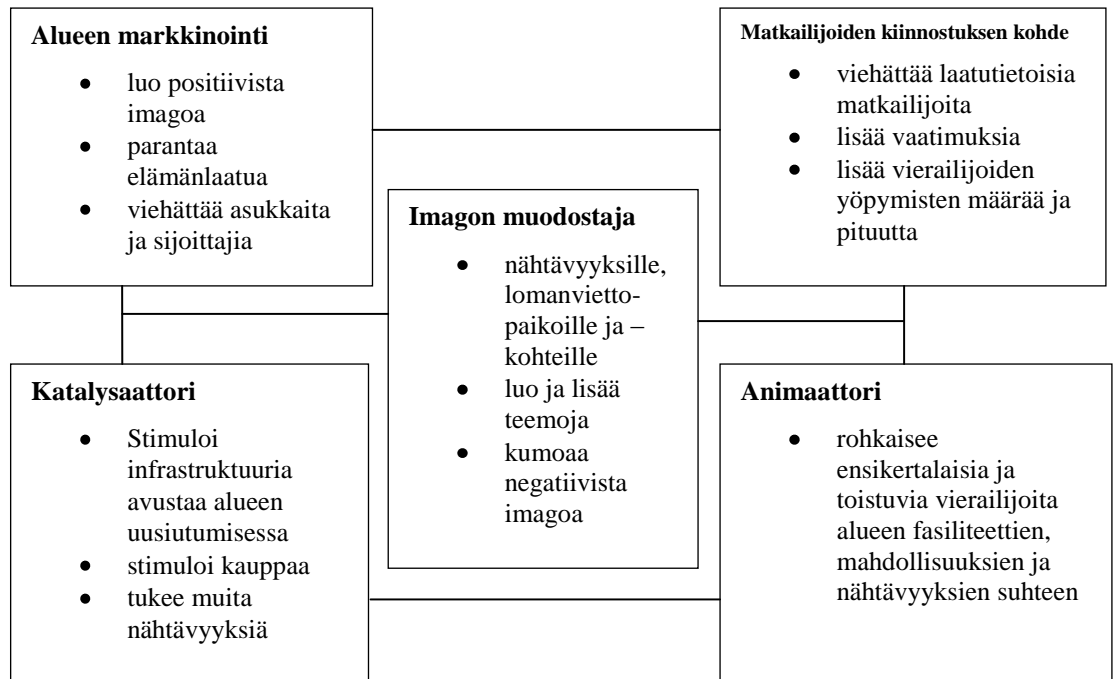 Alueen markkinointi
● luo positiivista
imagoa
● parantaa
elämänlaatua
● viehättää asukkaita
ja sijoittajia
Matkailijoiden kiinnostuksen kohde
● viehättää laatutietoisia
matkailijoita
● lisää vaatimuksia
● lisää vierailijoiden
yöpymisten määrää ja
pituutta
Imagon muodostaja
● nähtävyyksille,
lomanvietto-
paikoille ja –
kohteille
● luo ja lisää
teemoja
● kumoaa
negatiivista
imagoa
Katalysaattori
● Stimuloi
infrastruktuuria
avustaa alueen
uusiutumisessa
● stimuloi kauppaa
● tukee muita
nähtävyyksiä
Animaattori
● rohkaisee
ensikertalaisia ja
toistuvia vierailijoita
alueen fasiliteettien,
mahdollisuuksien ja
nähtävyyksien suhteen